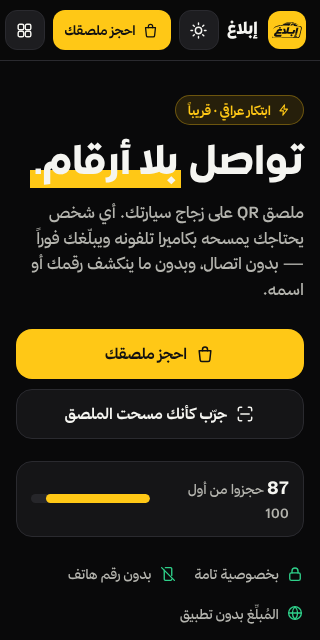 إبلاغ
إبلاغ
احجز ملصقك
ابتكار عراقي · قريباً
تواصل بلا أرقام.
ملصق QR على زجاج سيارتك. أي شخص
يحتاجك يمسحه بكاميرا تلفونه ويبلّغك فوراً
— بدون اتصال، وبدون ما ينكشف رقمك أو
اسمه.
احجز ملصقك
جرّب كأنك مسحت الملصق
87 حجزوا من أول
100
بخصوصية تامة
بدون رقم هاتف
المُبلّغ بدون تطبيق